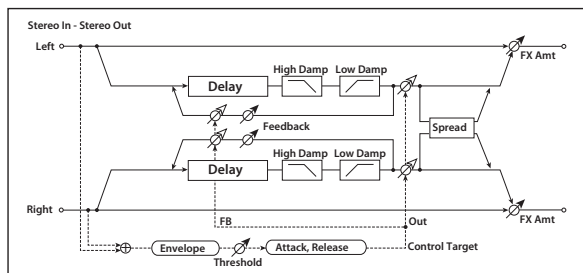 Stereo In - Stereo Out
Left
FX Amt
High Damp Low Damp
Delay
Feedback
Spread
High Damp Low Damp
Delay
Right
FB
Out
FX Amt
Envelope
Threshold
Attack, Release
Control Target